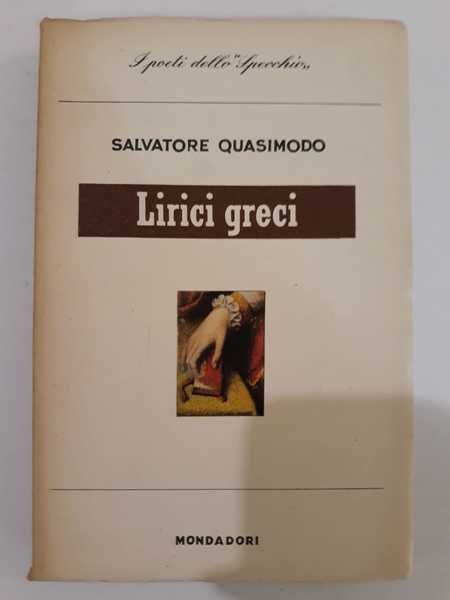 I poeti dello "Specchio„
SALVATORE QUASIMODO
Lirici greci
MONDADORI